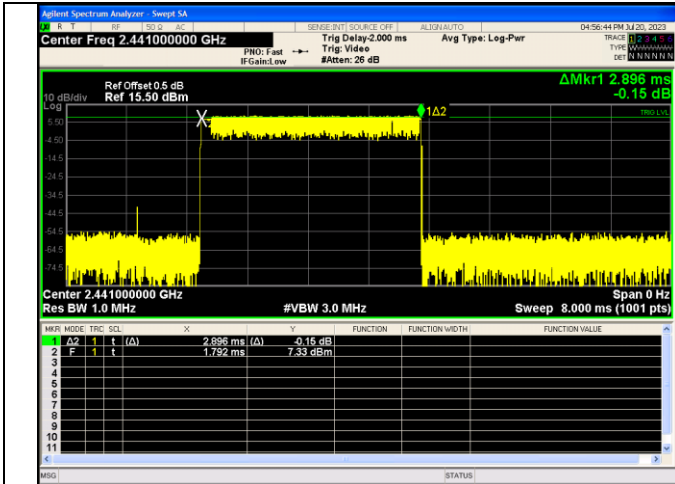 Agilent Spectrum Analyzer - Swept SA
R T RF 50 Ω AC SENSE:INT SOURCE OFF ALIGN AUTO 04:56:44 PM Jul 20, 2023
Center Freq 2.441000000 GHz PNO: Fast Trig Delay-2.000 ms Avg Type: Log-Pwr TRACE 1 2 3 4 5 6
IFGain:Low Trig: Video TYPE WWWWWW
#Atten: 26 dB DET N N N N N N
Ref Offset 0.5 dB ΔMkr1 2.896 ms
10 dB/div Ref 15.50 dBm -0.15 dB
Log
1Δ2
TRIG LVL
5.50
-4.50
-14.5
-24.5
-34.5
-44.5
-54.5
-64.5
-74.5
Center 2.441000000 GHz Span 0 Hz
Res BW 1.0 MHz #VBW 3.0 MHz Sweep 8.000 ms (1001 pts)
MKR MODE TRC SCL X Y FUNCTION FUNCTION WIDTH FUNCTION VALUE
1 Δ2 1 t (Δ) 2.896 ms (Δ) -0.15 dB
2 F 1 t 1.792 ms 7.33 dBm
3
4
5
6
7
8
9
10
11
MSG STATUS